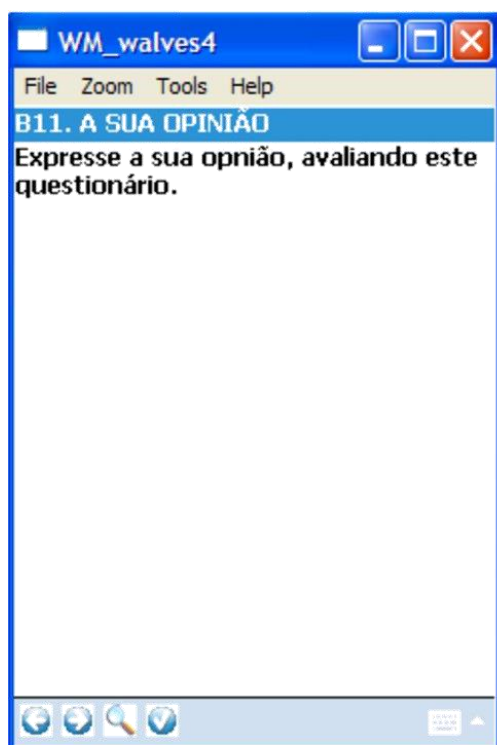 WM_walves4
File Zoom Tools Help
B11. A SUA OPINIÃO
Expresse a sua opnião, avaliando este
questionário.